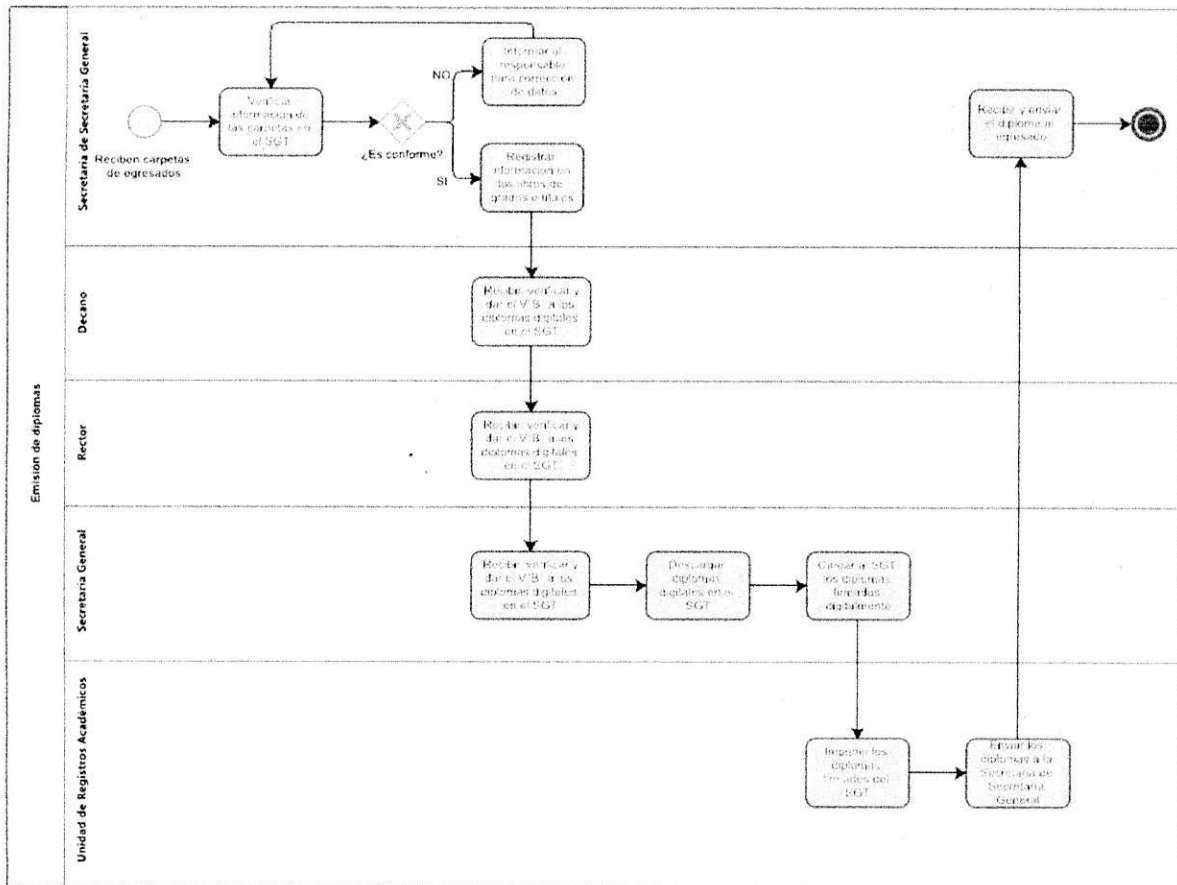 Emisión de diplomas
Secretaria de Secretaría General
Reciben carpetas
de egresados
Verificar
información de
las carpetas en
el SGT
¿Es conforme?
NO
Informar al
responsable
para corrección
de datos
SI
Registrar
información en
los libros de
grados o títulos
Recibir y enviar
el diploma al
egresado
Decano
Recibir, verificar y
dar el V°B° a los
diplomas digitales
en el SGT
Rector
Recibir, verificar y
dar el V°B° a los
diplomas digitales
en el SGT
Secretaría General
Recibir, verificar y
dar el V°B° a los
diplomas digitales
en el SGT
Descargar
diplomas
digitales en el
SGT
Cargar al SGT
los diplomas
firmados
digitalmente
Unidad de Registros Académicos
Imprimir los
diplomas
firmados del
SGT
Enviar los
diplomas a la
Secretaria de
Secretaría
General